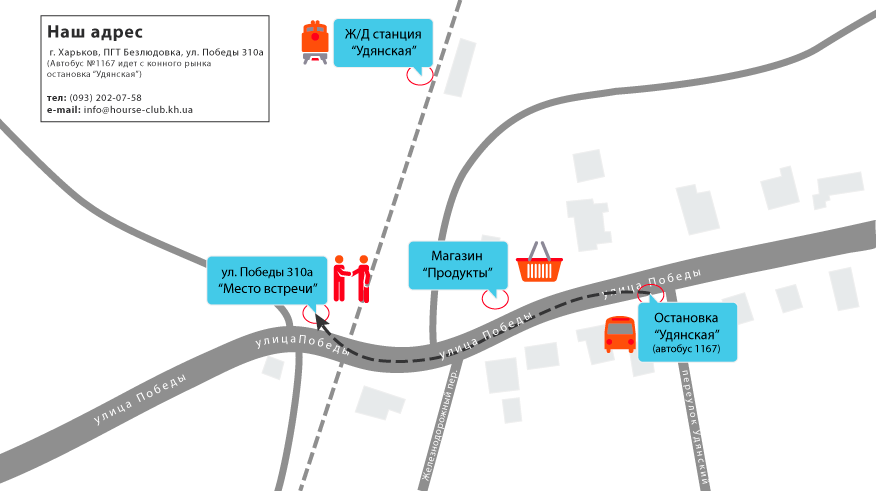 Наш адрес
г. Харьков, ПГТ Безлюдовка, ул. Победы 310а
(Автобус №1167 идет с конного рынка
остановка "Удянская")
тел: (093) 202-07-58
e-mail: info@hourse-club.kh.ua
Ж/Д станция
"Удянская"
ул. Победы 310а
"Место встречи"
Магазин
"Продукты"
Остановка
"Удянская"
(автобус 1167)
улица Победы
улицаПобеды
улица Победы
улица Победы
Железнодорожный пер.
переулок Удянский